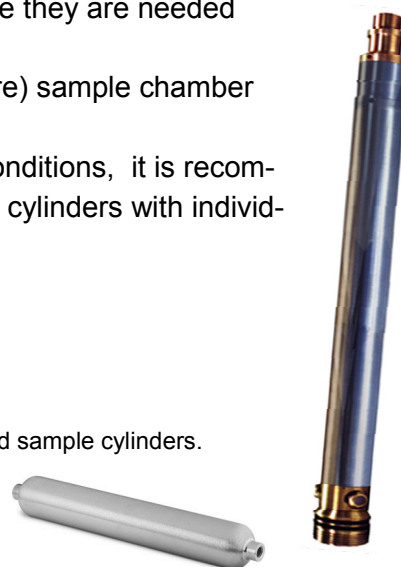 e they are needed
re) sample chamber
onditions, it is recom-
cylinders with individ-
d sample cylinders.